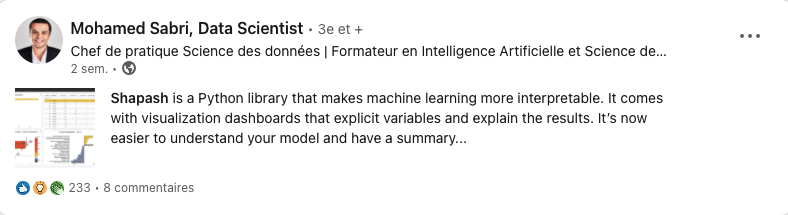 Mohamed Sabri, Data Scientist • 3e et +
Chef de pratique Science des données | Formateur en Intelligence Artificielle et Science de...
2 sem. •
Shapash is a Python library that makes machine learning more interpretable. It comes
with visualization dashboards that explicit variables and explain the results. It’s now
easier to understand your model and have a summary...
233 • 8 commentaires